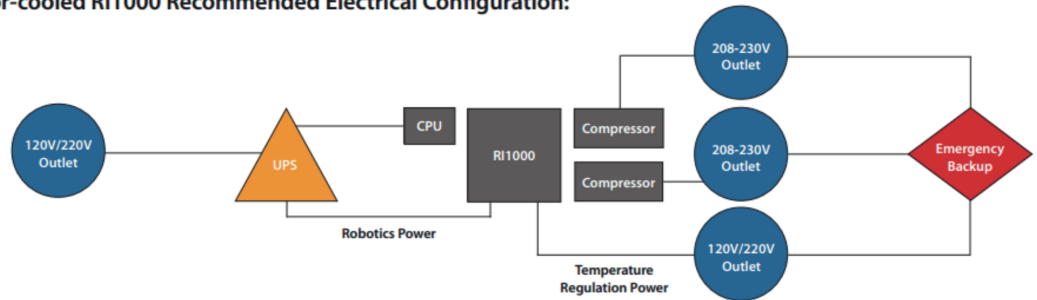 r-cooled RI1000 Recommended Electrical Configuration:
208-230V
Outlet
120V/220V
Outlet
UPS
CPU
RI1000
Compressor
Compressor
208-230V
Outlet
Emergency
Backup
Robotics Power
120V/220V
Outlet
Temperature
Regulation Power